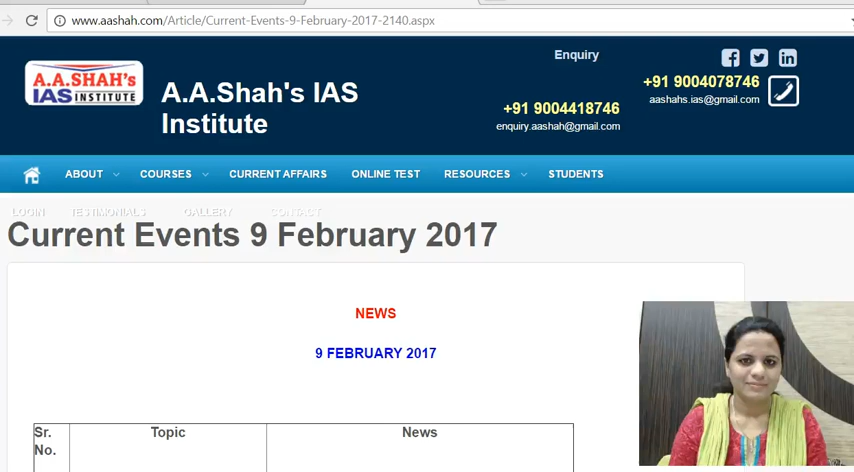 www.aashah.com/Article/Current-Events-9-February-2017-2140.aspx
Enquiry
A.A.SHAH's
IAS INSTITUTE
A.A.Shah's IAS
Institute
+91 9004418746
enquiry.aashah@gmail.com
+91 9004078746
aashahs.ias@gmail.com
ABOUT COURSES CURRENT AFFAIRS ONLINE TEST RESOURCES STUDENTS
LOGIN TESTIMONIALS GALLERY CONTACT
Current Events 9 February 2017
NEWS
9 FEBRUARY 2017
Sr. No.
Topic
News